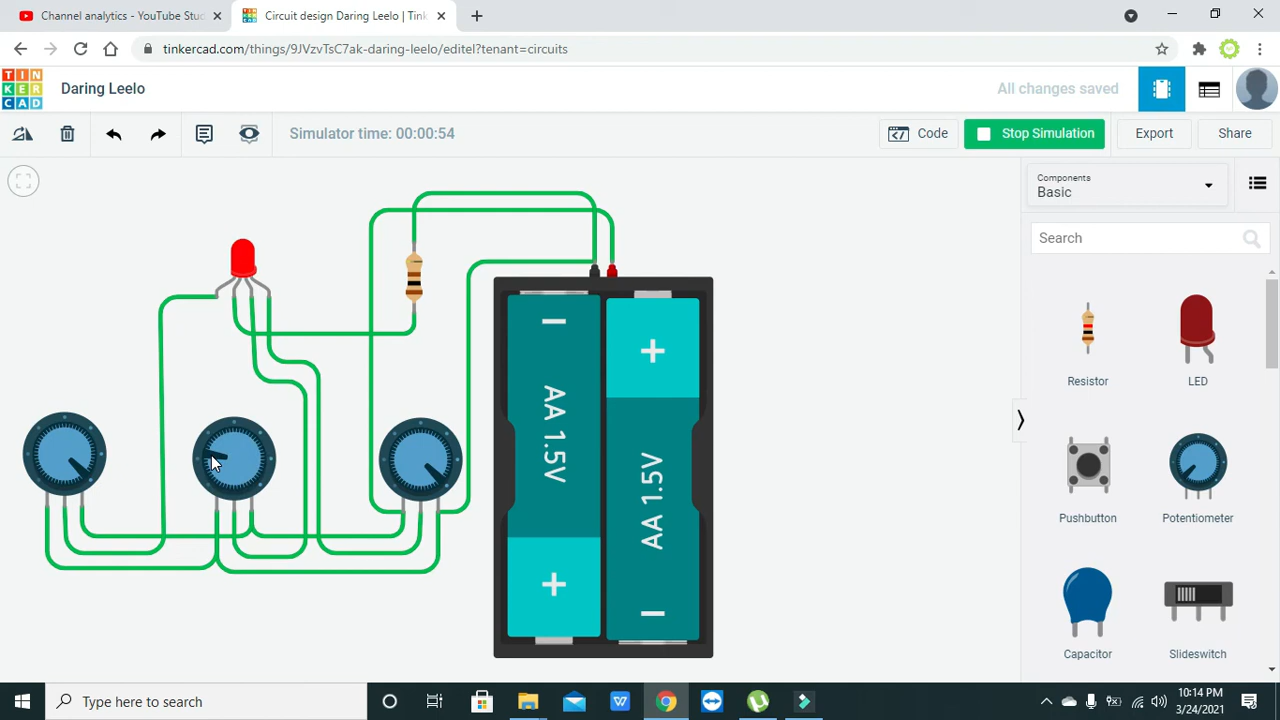 Channel analytics - YouTube Stud
Circuit design Daring Leelo | Tink
tinkercad.com/things/9JVzvTsC7ak-daring-leelo/editel?tenant=circuits
TIN
KER
CAD
Daring Leelo
All changes saved
Simulator time: 00:00:54
Code
Stop Simulation
Export
Share
Components
Basic
Search
AA 1.5V
AA 1.5V
Resistor
LED
Pushbutton
Potentiometer
Capacitor
Slideswitch
Type here to search
10:14 PM
3/24/2021